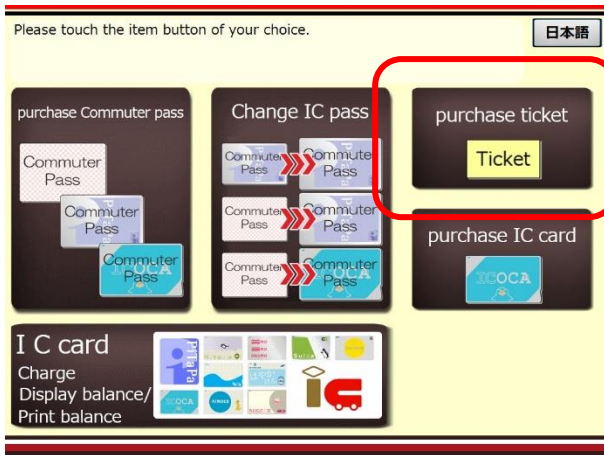 Please touch the item button of your choice.
日本語
purchase Commuter pass
Commuter
Pass
Commuter
Pass
Commuter
Pass
Change IC pass
Commuter
Pass
Commuter
Pass
Commuter
Pass
Commuter
Pass
Commuter
Pass
Commuter
Pass
purchase ticket
Ticket
purchase IC card
ICOCA
I C card
Charge
Display balance/
Print balance
PiTaPa
ICOCA